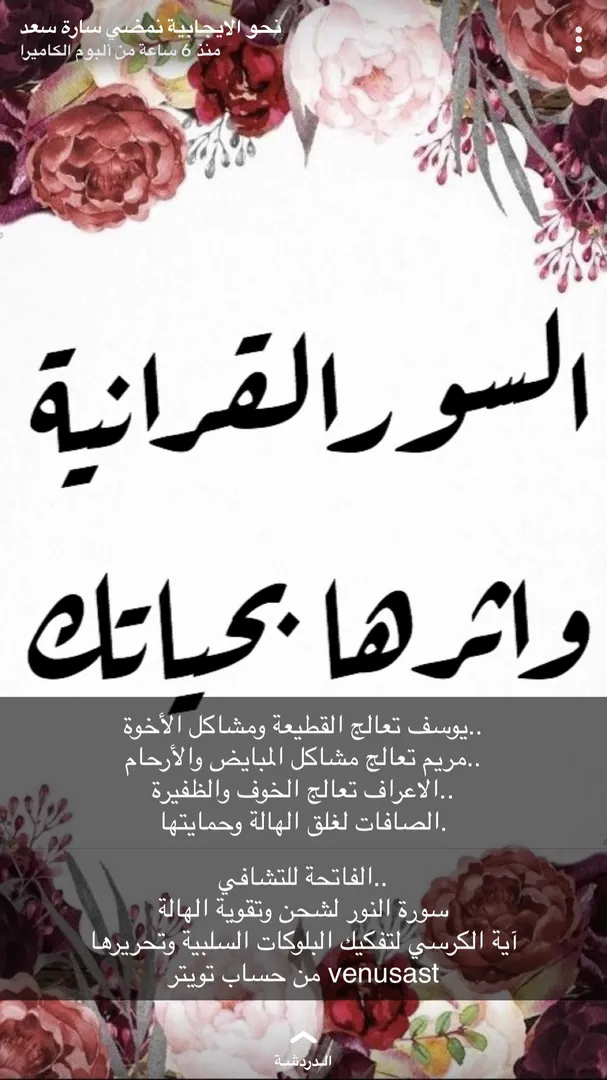 نحو الايجابية نمضي سارة سعد
منذ 6 ساعة من ألبوم الكاميرا
السور القرانية
واثرها بحياتك
..يوسف تعالج القطيعة ومشاكل الأخوة
..مريم تعالج مشاكل المبايض والأرحام
..الاعراف تعالج الخوف والظفيرة
.الصافات لغلق الهالة وحمايتها
..الفاتحة للتشافي
سورة النور لشحن وتقوية الهالة
آية الكرسي لتفكيك البلوكات السلبية وتحريرها
من حساب تويتر venusast
الدردشة